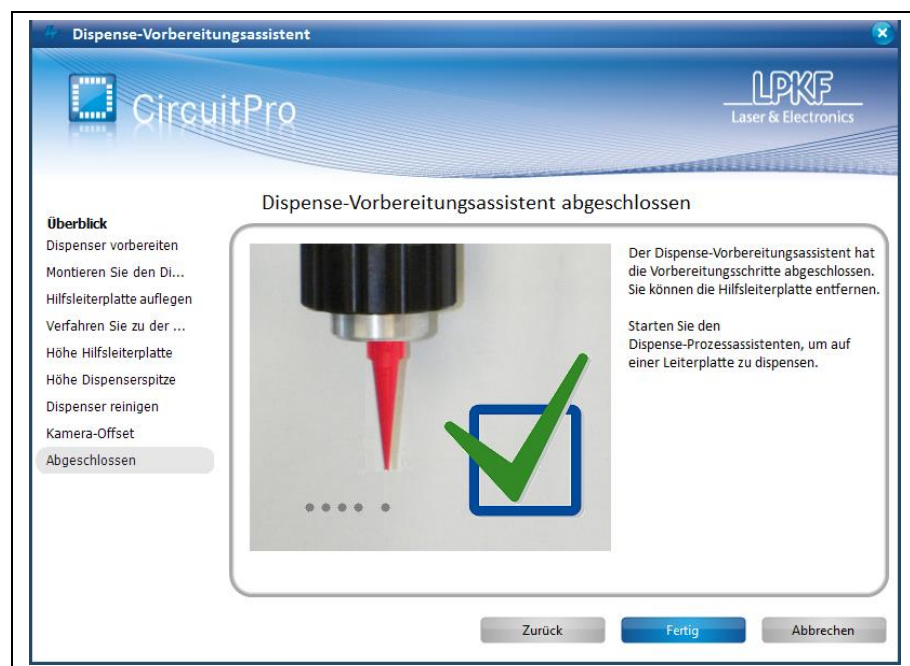 Dispense-Vorbereitungsassistent
CircuitPro
LPKF
Laser & Electronics
Dispense-Vorbereitungsassistent abgeschlossen
Überblick
Dispenser vorbereiten
Montieren Sie den Di...
Hilfsleiterplatte auflegen
Verfahren Sie zu der ...
Höhe Hilfsleiterplatte
Höhe Dispenserspitze
Dispenser reinigen
Kamera-Offset
Abgeschlossen
Der Dispense-Vorbereitungsassistent hat
die Vorbereitungsschritte abgeschlossen.
Sie können die Hilfsleiterplatte entfernen.
Starten Sie den
Dispense-Prozessassistenten, um auf
einer Leiterplatte zu dispensen.
Zurück
Fertig
Abbrechen